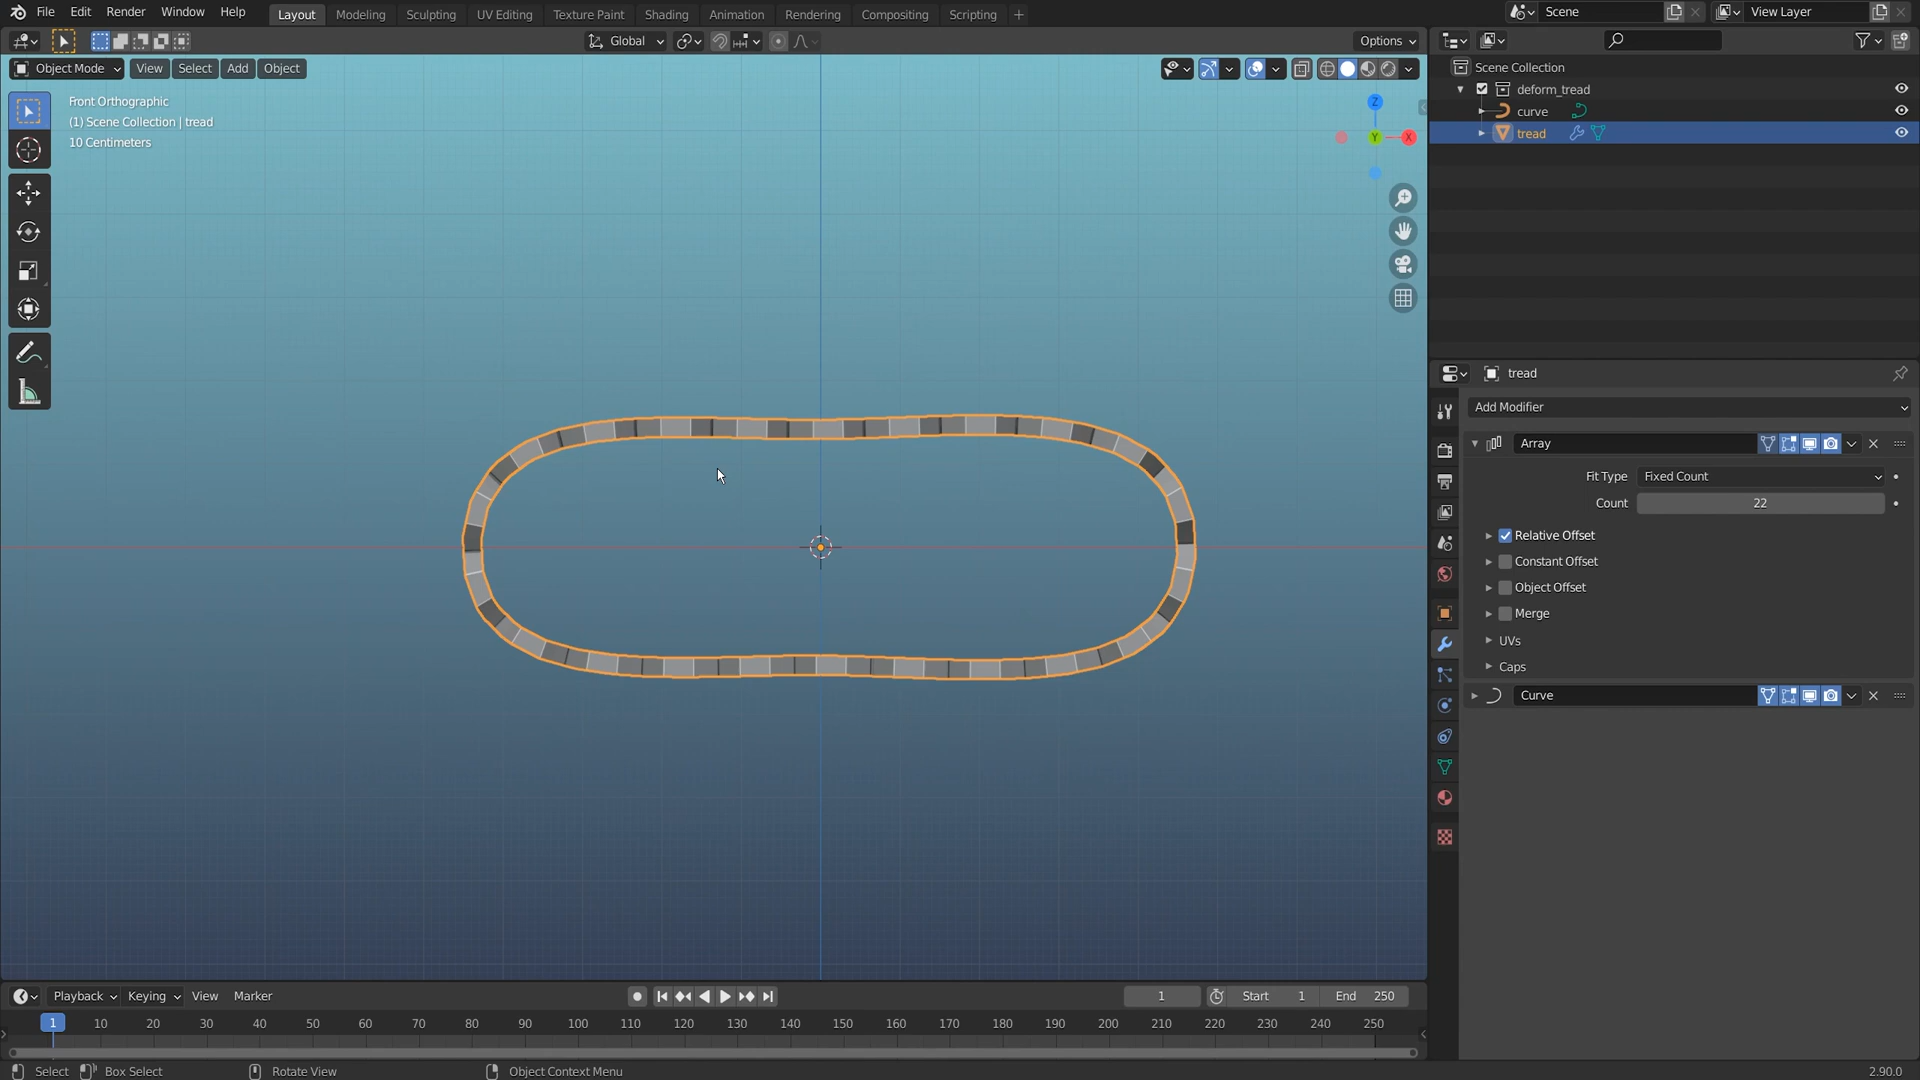 File Edit Render Window Help Layout Modeling Sculpting UV Editing Texture Paint Shading Animation Rendering Compositing Scripting + Scene View Layer
Global Options
Object Mode View Select Add Object
Front Orthographic
(1) Scene Collection | tread
10 Centimeters
Z
Y
X
Scene Collection
deform_tread
curve
tread
tread
Add Modifier
Array
Fit Type Fixed Count
Count 22
Relative Offset
Constant Offset
Object Offset
Merge
UVs
Caps
Curve
Playback Keying View Marker 1 Start 1 End 250
1 10 20 30 40 50 60 70 80 90 100 110 120 130 140 150 160 170 180 190 200 210 220 230 240 250
Select Box Select Rotate View Object Context Menu 2.90.0